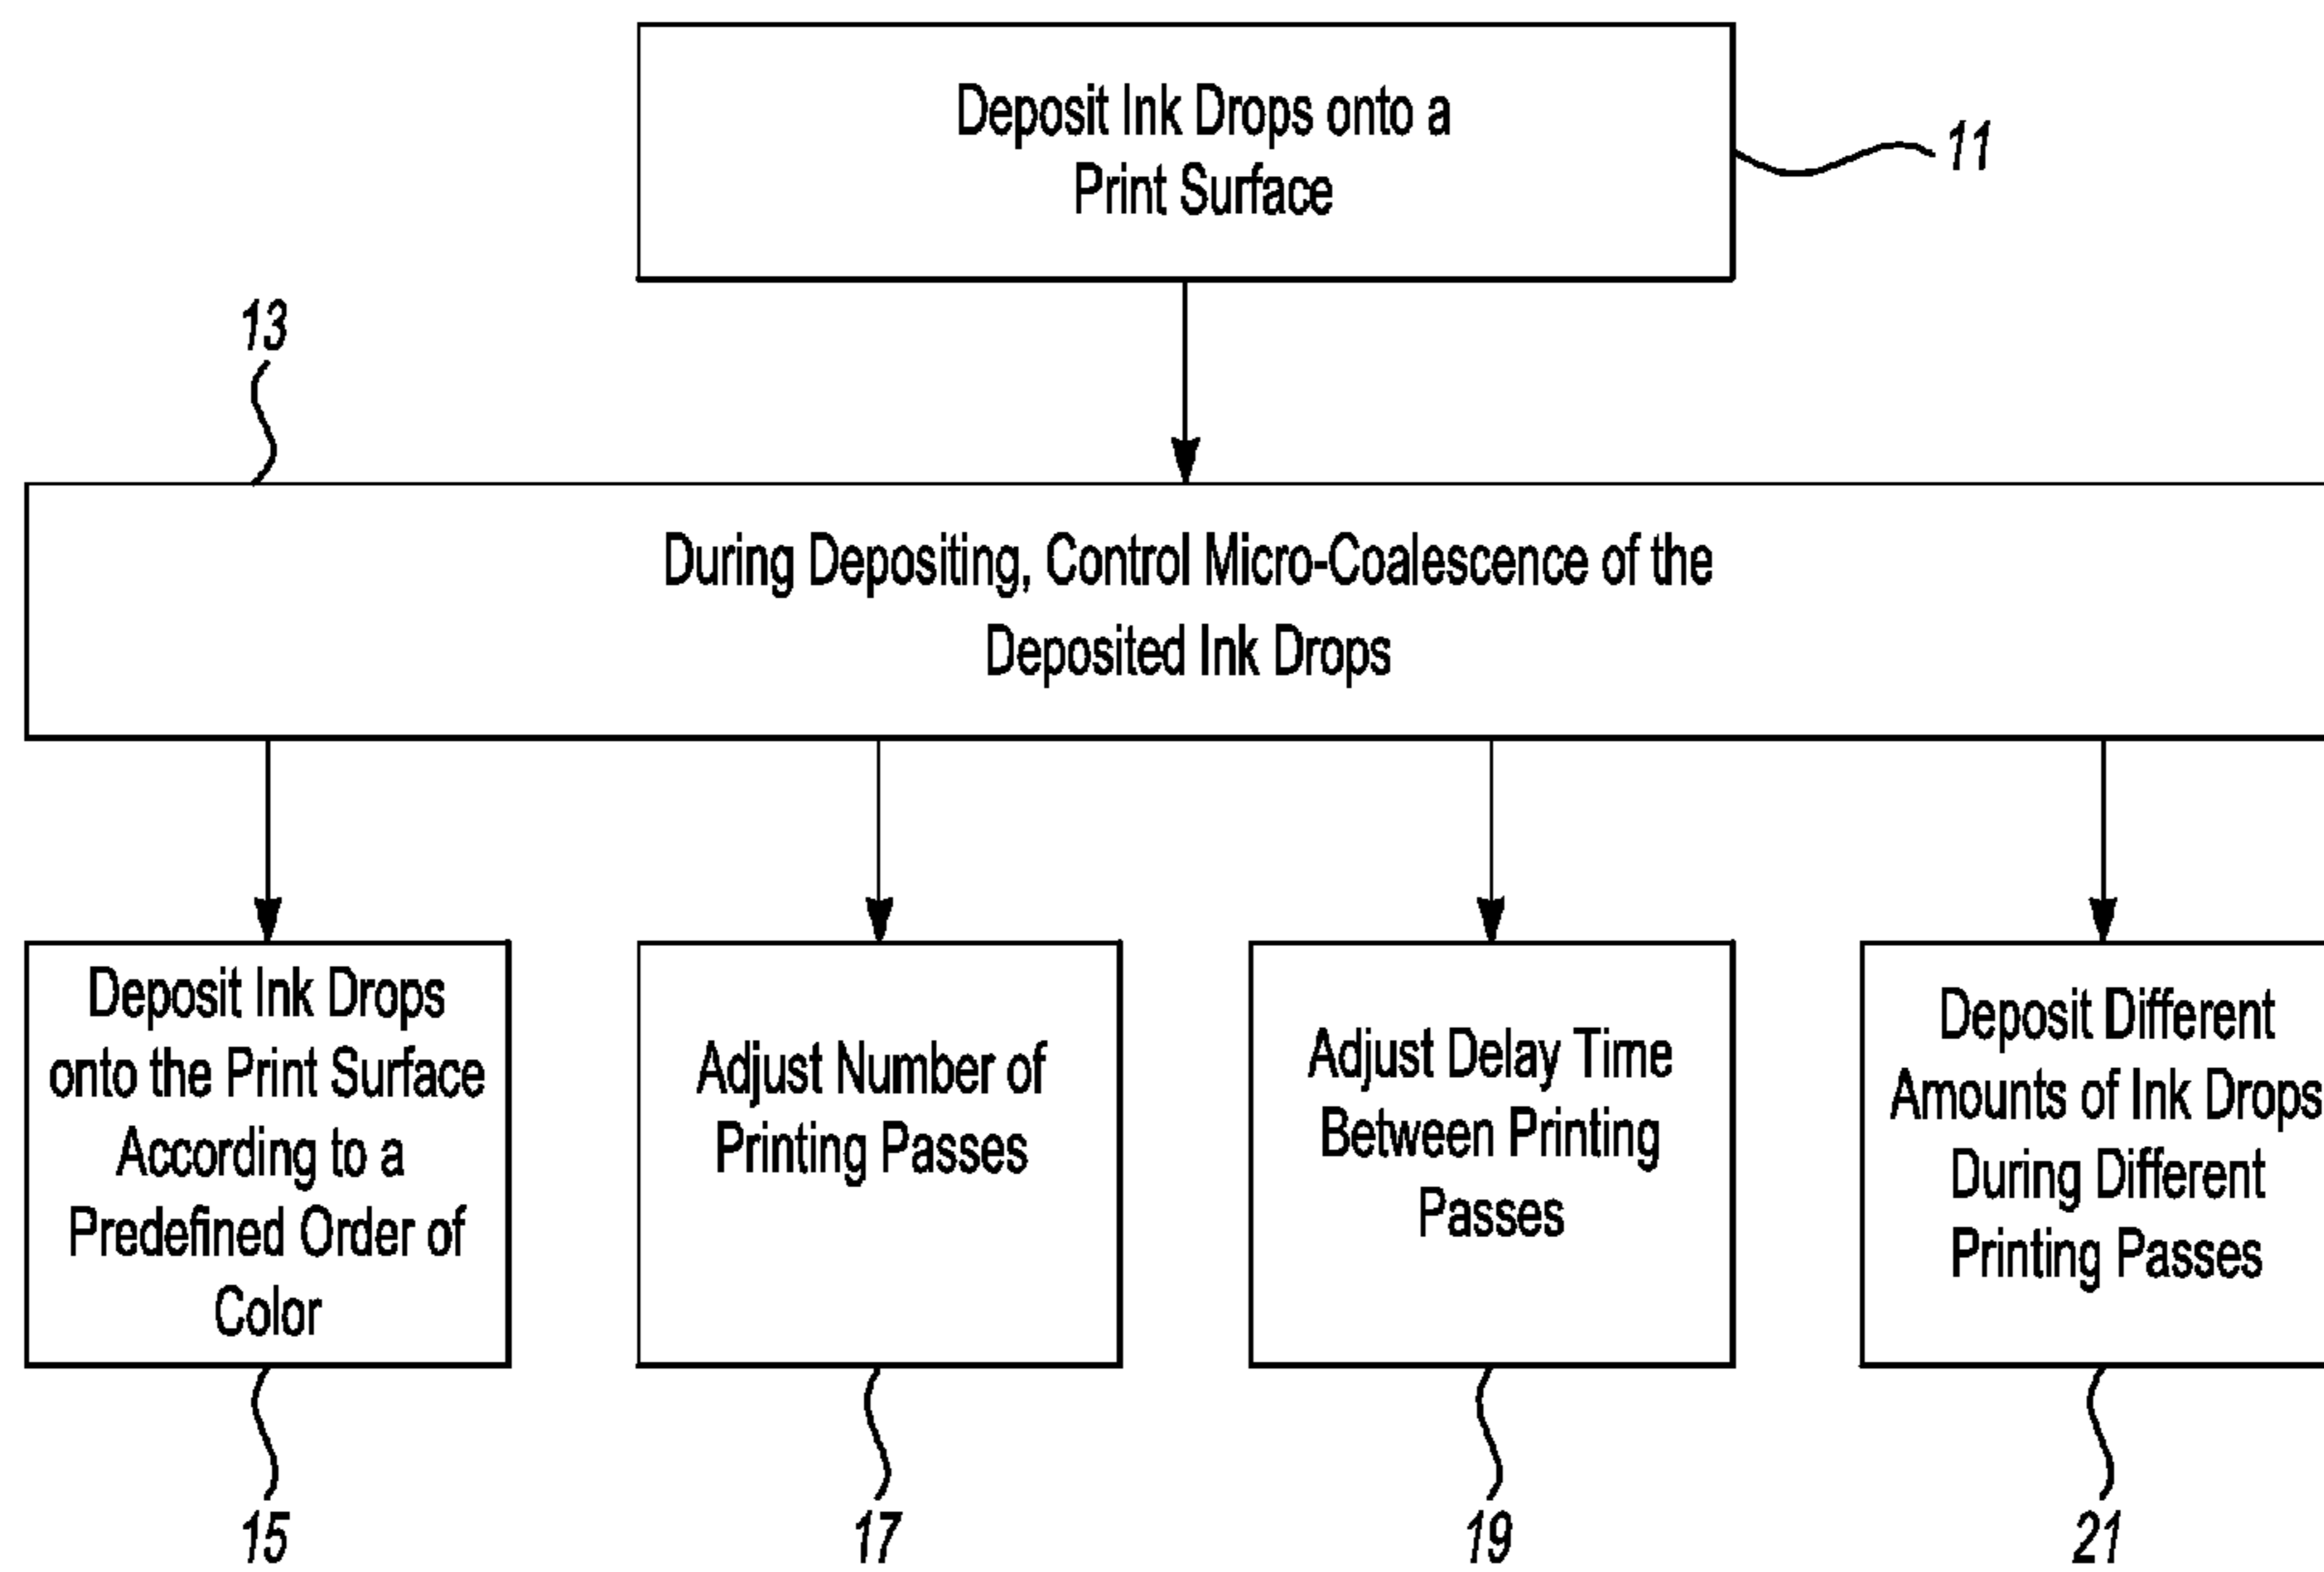 Deposit Ink Drops onto a
Print Surface
11
13
During Depositing, Control Micro-Coalescence of the
Deposited Ink Drops
Deposit Ink Drops
onto the Print Surface
According to a
Predefined Order of
Color
Adjust Number of
Printing Passes
Adjust Delay Time
Between Printing
Passes
Deposit Different
Amounts of Ink Drops
During Different
Printing Passes
15
17
19
21